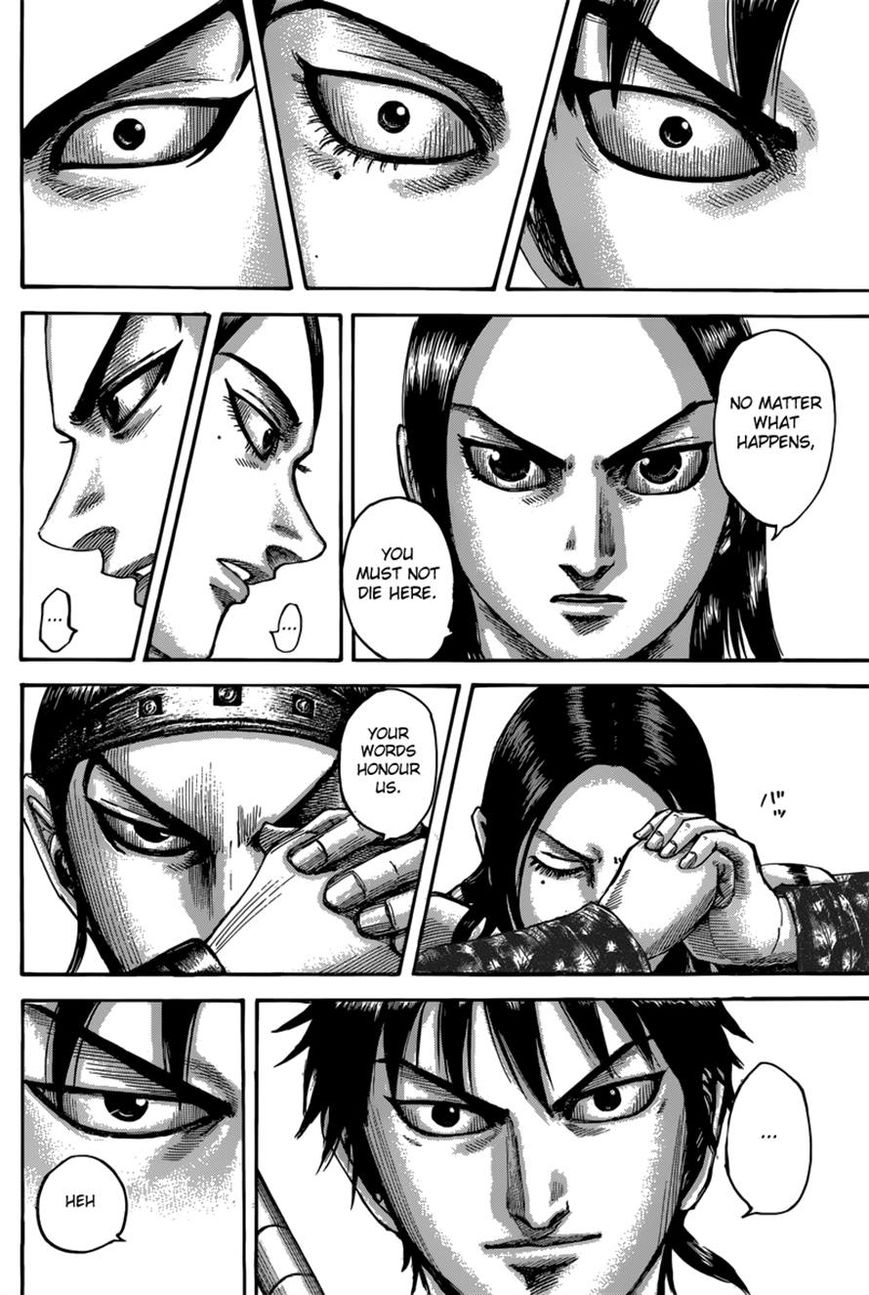 NO MATTER
WHAT
HAPPENS,
YOU
MUST NOT
DIE HERE.
...
...
バッ
YOUR
WORDS
HONOUR
US.
...
HEH